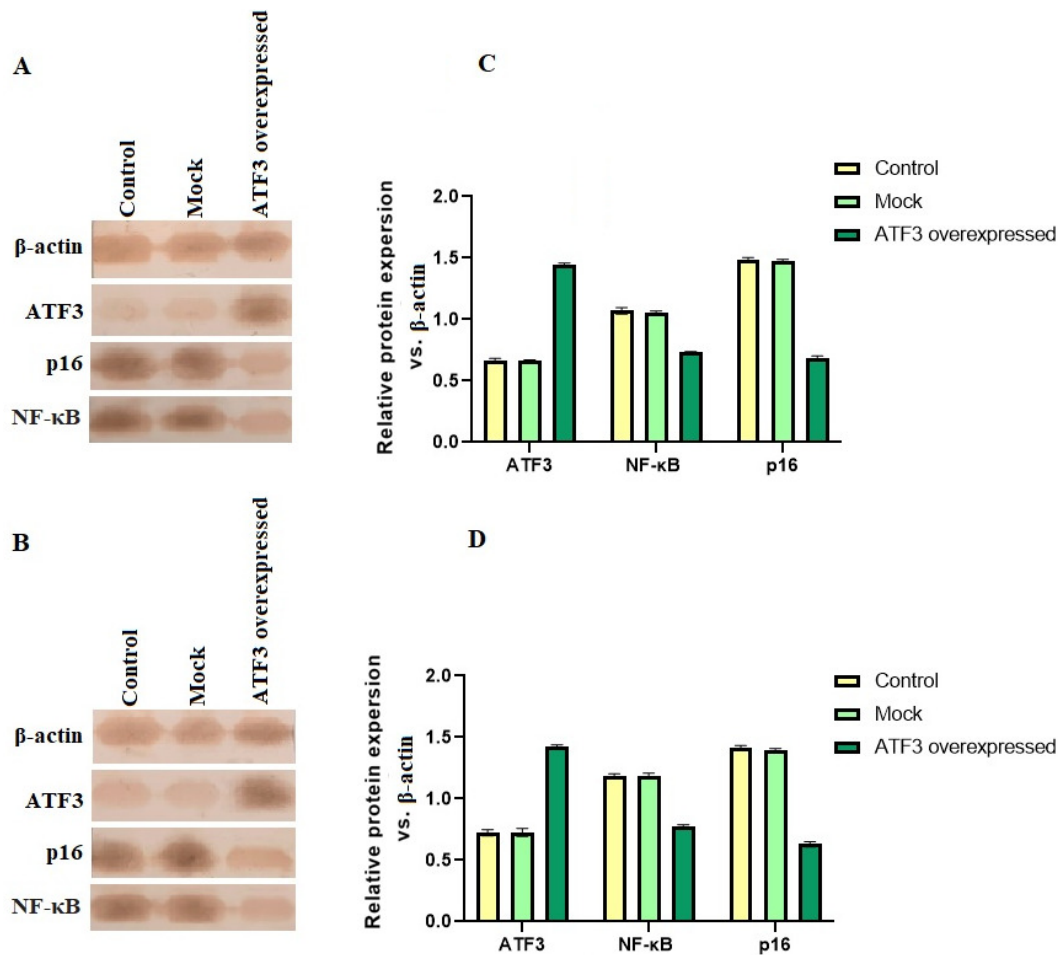 A
Control
Mock
ATF3 overexpressed
β-actin
ATF3
p16
NF-κB
C
Relative protein expersion
vs. β-actin
2.0
1.5
1.0
0.5
0.0
ATF3
NF-κB
p16
Control
Mock
ATF3 overexpressed
B
Control
Mock
ATF3 overexpressed
β-actin
ATF3
p16
NF-κB
D
Relative protein expersion
vs. β-actin
2.0
1.5
1.0
0.5
0.0
ATF3
NF-κB
p16
Control
Mock
ATF3 overexpressed